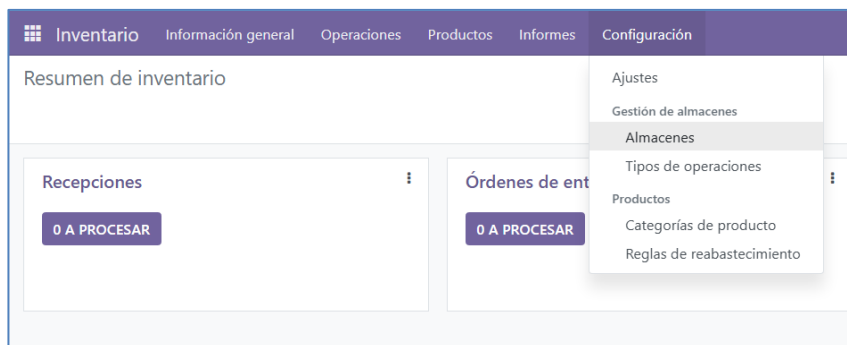 Inventario Información general Operaciones Productos Informes Configuración
Resumen de inventario
Ajustes
Gestión de almacenes
Almacenes
Tipos de operaciones
Productos
Categorías de producto
Reglas de reabastecimiento
Recepciones
0 A PROCESAR
Órdenes de ent
0 A PROCESAR